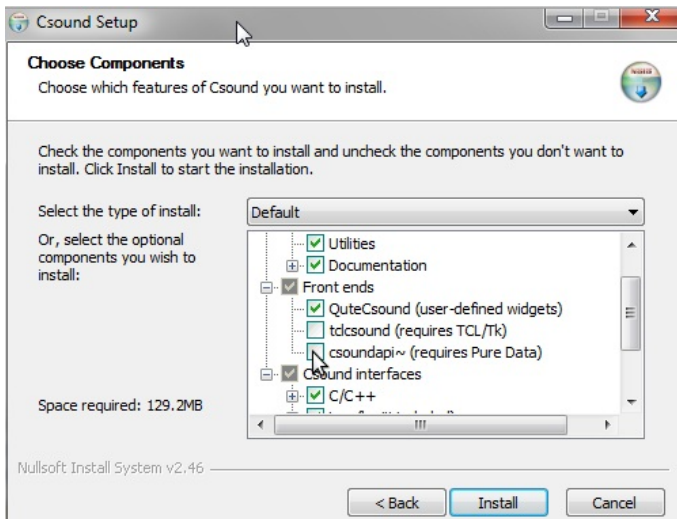 Csound Setup
Choose Components
Choose which features of Csound you want to install.
Check the components you want to install and uncheck the components you don't want to
install. Click Install to start the installation.
Select the type of install:
Default
Or, select the optional
components you wish to
install:
Utilities
Documentation
Front ends
QuteCsound (user-defined widgets)
tclcsound (requires TCL/Tk)
csoundapi~ (requires Pure Data)
Csound interfaces
C/C++
Space required: 129.2MB
Nullsoft Install System v2.46
< Back
Install
Cancel